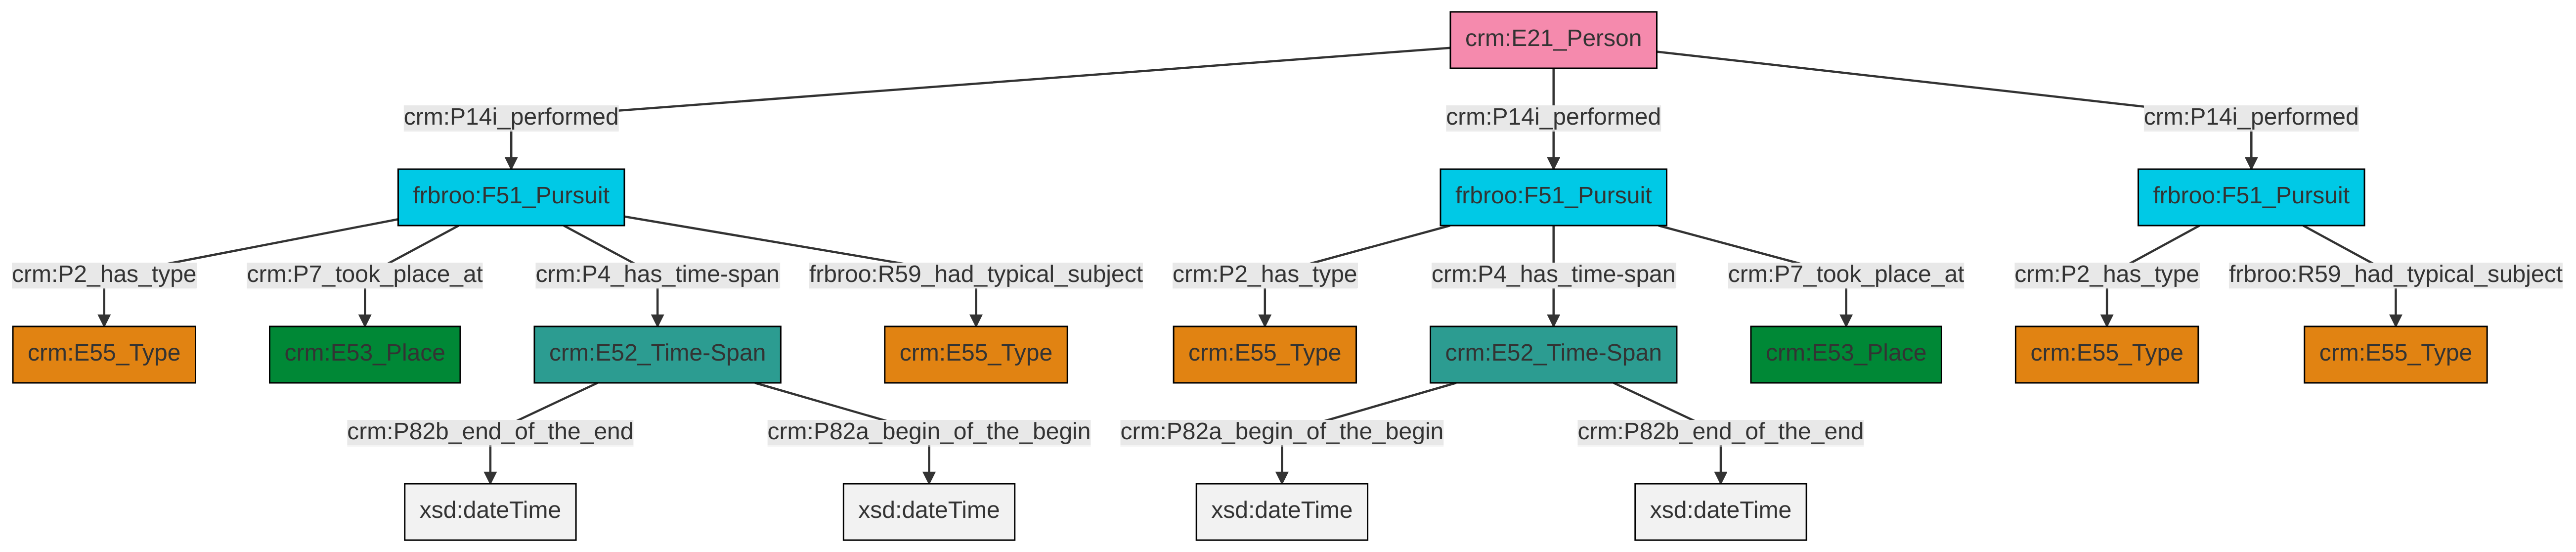 crm:E21_Person
crm:P14i_performed
crm:P14i_performed
crm:P14i_performed
frbroo:F51_Pursuit
frbroo:F51_Pursuit
frbroo:F51_Pursuit
crm:P2_has_type
crm:P7_took_place_at
crm:P4_has_time-span
frbroo:R59_had_typical_subject
crm:P2_has_type
crm:P4_has_time-span
crm:P7_took_place_at
crm:P2_has_type
frbroo:R59_had_typical_subject
crm:E55_Type
crm:E53_Place
crm:E52_Time-Span
crm:E55_Type
crm:E55_Type
crm:E52_Time-Span
crm:E53_Place
crm:E55_Type
crm:E55_Type
crm:P82b_end_of_the_end
crm:P82a_begin_of_the_begin
crm:P82a_begin_of_the_begin
crm:P82b_end_of_the_end
xsd:dateTime
xsd:dateTime
xsd:dateTime
xsd:dateTime